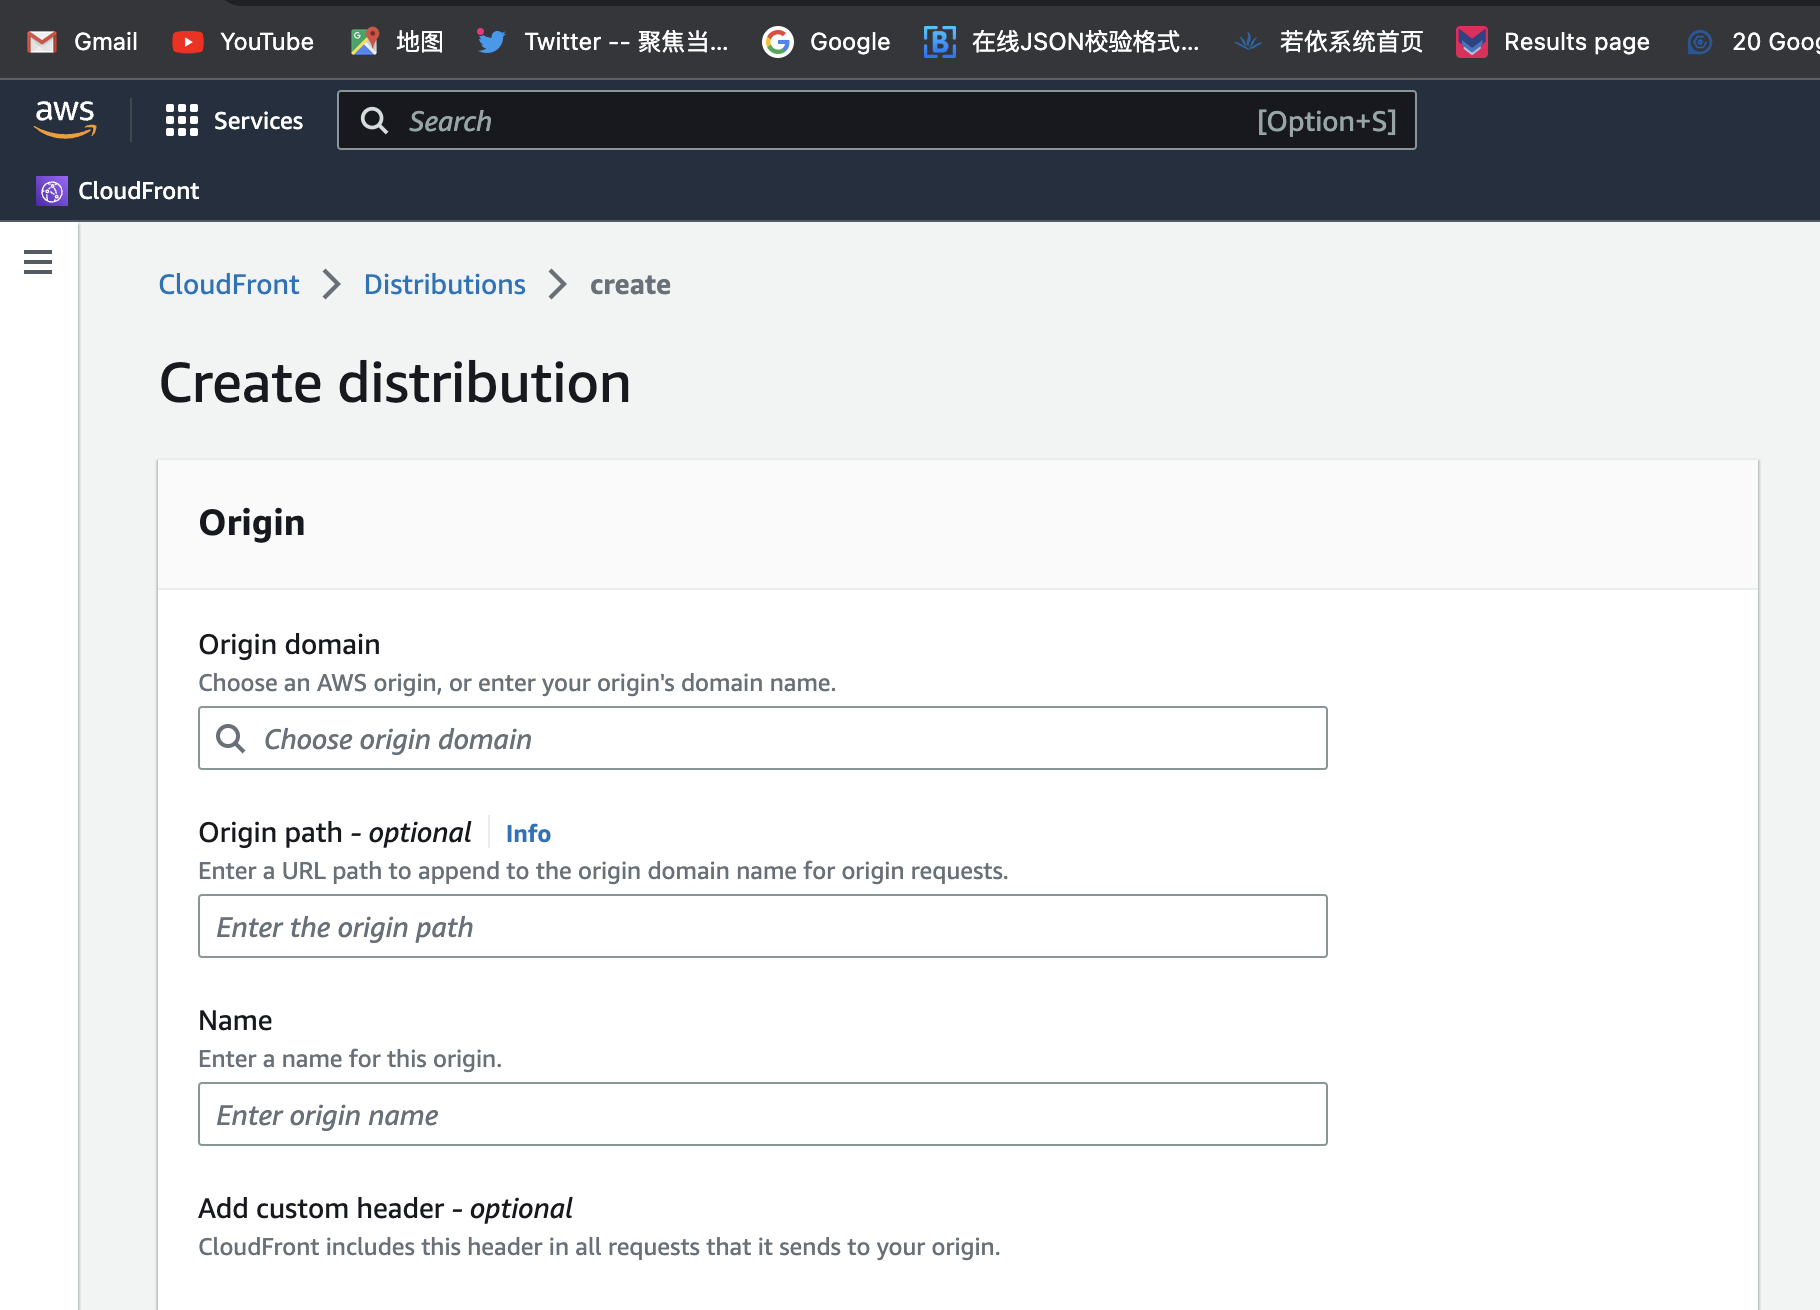 Gmail YouTube 地图 Twitter -- 聚焦当... Google 在线JSON校验格式... 若依系统首页 Results page 20 Goog
aws Services Search [Option+S]
CloudFront
CloudFront Distributions create
Create distribution
Origin
Origin domain
Choose an AWS origin, or enter your origin's domain name.
Choose origin domain
Origin path - optional Info
Enter a URL path to append to the origin domain name for origin requests.
Enter the origin path
Name
Enter a name for this origin.
Enter origin name
Add custom header - optional
CloudFront includes this header in all requests that it sends to your origin.